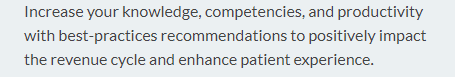 Increase your knowledge, competencies, and productivity
with best-practices recommendations to positively impact
the revenue cycle and enhance patient experience.